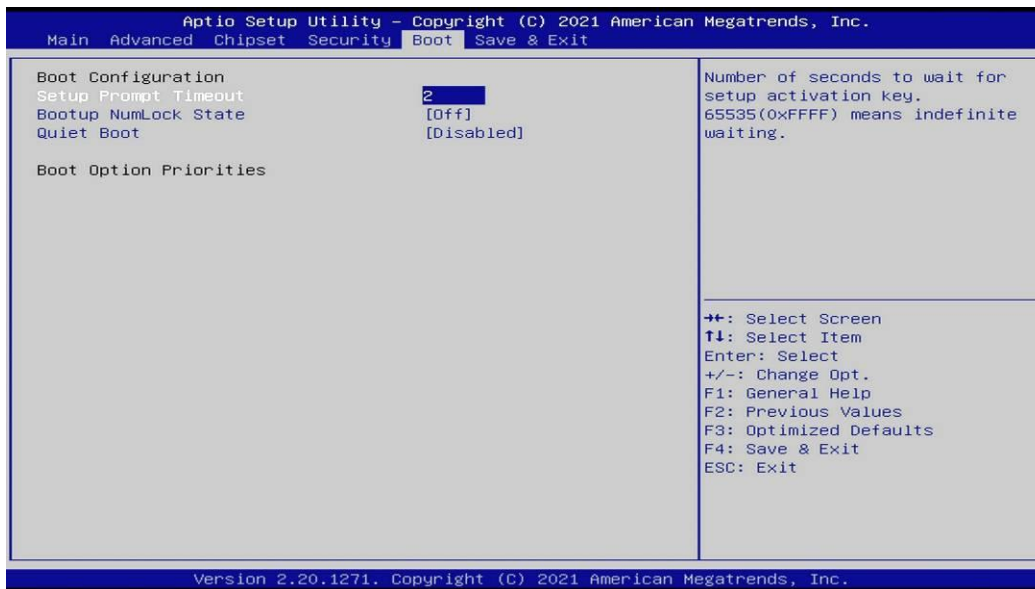 Aptio Setup Utility – Copyright (C) 2021 American Megatrends, Inc.
Main Advanced Chipset Security Boot Save & Exit
Boot Configuration
Setup Prompt Timeout 2
Bootup NumLock State [Off]
Quiet Boot [Disabled]
Boot Option Priorities
Number of seconds to wait for
setup activation key.
65535(0xFFFF) means indefinite
waiting.
→←: Select Screen
↑↓: Select Item
Enter: Select
+/-: Change Opt.
F1: General Help
F2: Previous Values
F3: Optimized Defaults
F4: Save & Exit
ESC: Exit
Version 2.20.1271. Copyright (C) 2021 American Megatrends, Inc.